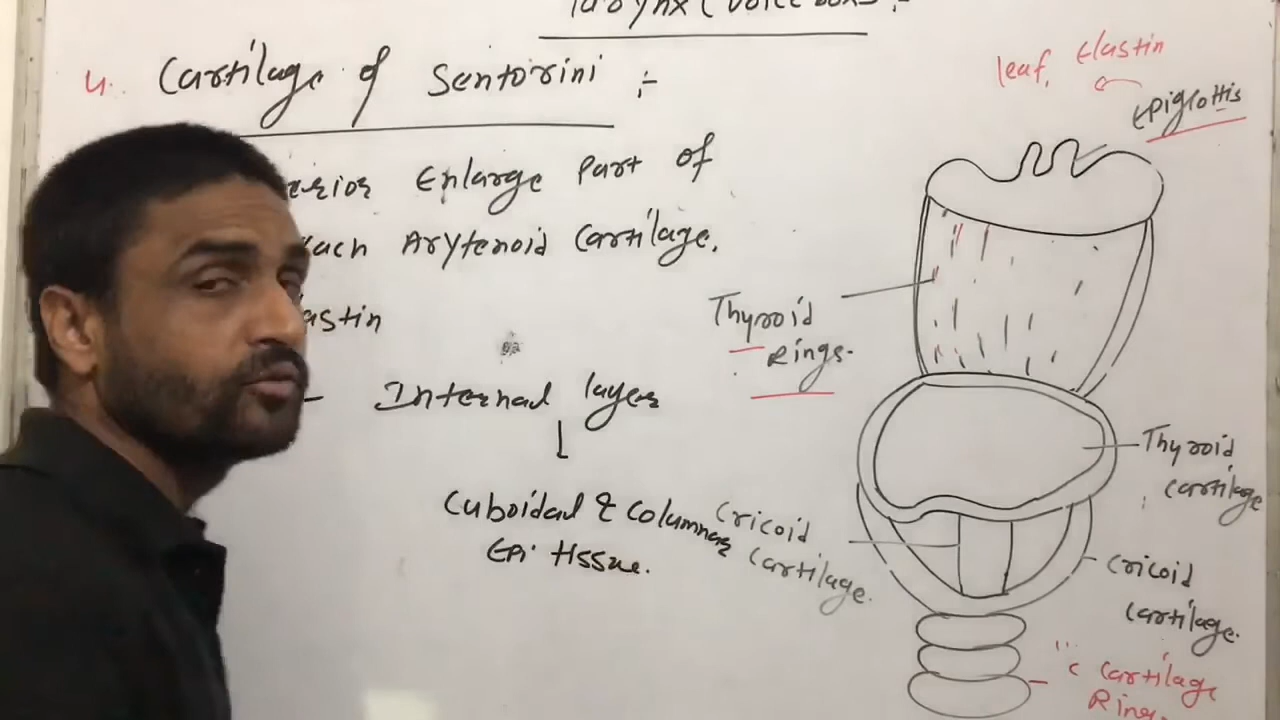 Larynx (Voice box) :-
4. Cartilage of Santorini :-
Enlarge Part of
Each Arytenoid Cartilage.
- Internal layer
Cuboidal & Columnar
Epi. tissue.
leaf, Elastin
Epiglottis
Thyroid
Rings.
Thyroid
cartilage
Cricoid
cartilage.
Cricoid
cartilage.
"C cartilage
Rings.